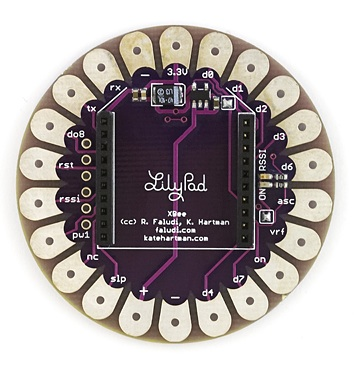 − 3.3V d0
rx d1
tx d2
do8 d3
rst d6
RSSI
rssi asc
ON
pw1 vrf
nc on
slp d7
+ − d4
LilyPad
XBee
(cc) R. Faludi, K. Hartman
faludi.com
katehartman.com